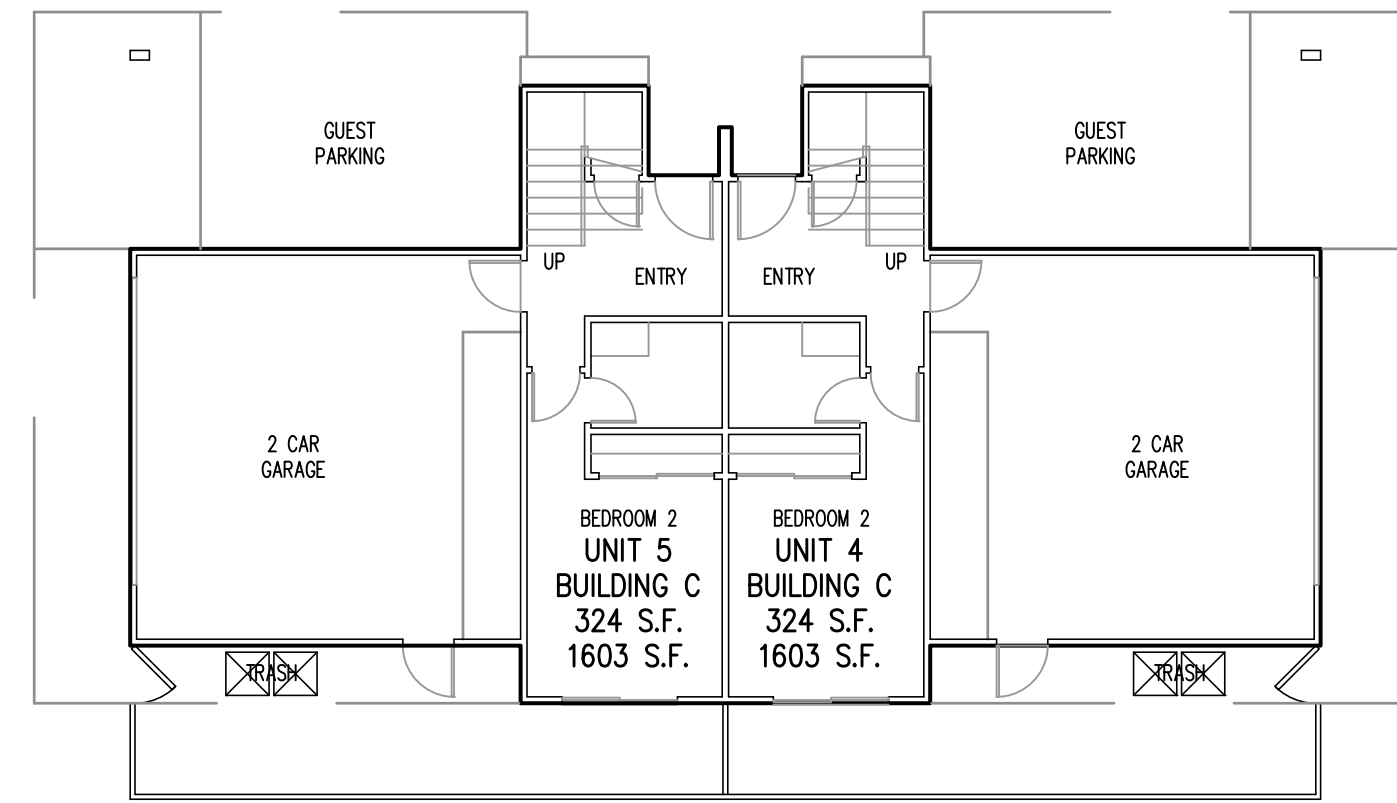 GUEST
PARKING
GUEST
PARKING
UP
ENTRY
ENTRY
UP
2 CAR
GARAGE
2 CAR
GARAGE
BEDROOM 2
UNIT 5
BUILDING C
324 S.F.
1603 S.F.
BEDROOM 2
UNIT 4
BUILDING C
324 S.F.
1603 S.F.
TRASH
TRASH